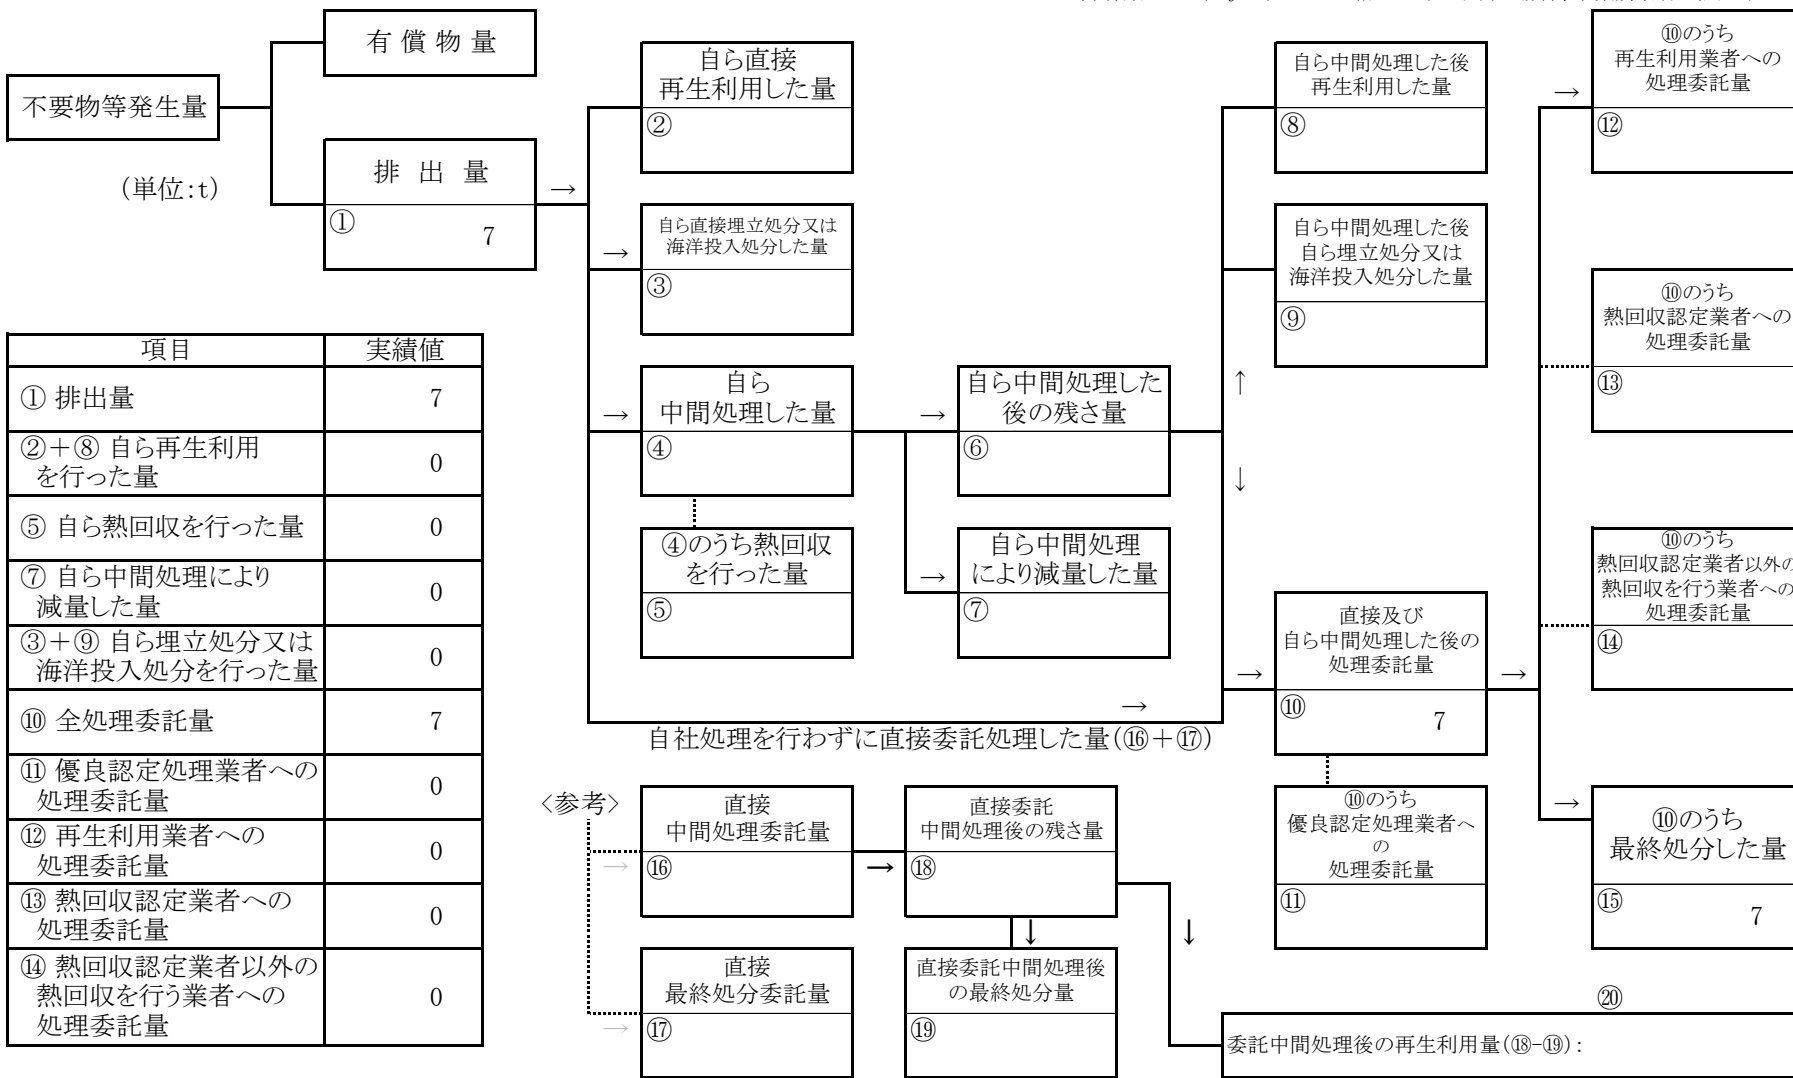 有 償 物 量
不要物等発生量
(単位:t)
排 出 量
①
7
→
自ら直接
再生利用した量
②
→
自ら直接埋立処分又は
海洋投入処分した量
③
→
自ら
中間処理した量
④
④のうち熱回収
を行った量
⑤
→
自ら中間処理した
後の残さ量
⑥
→
自ら中間処理
により減量した量
⑦
自ら中間処理した後
再生利用した量
⑧
自ら中間処理した後
自ら埋立処分又は
海洋投入処分した量
⑨
↑
↓
→
直接及び
自ら中間処理した後の
処理委託量
⑩
7
→
⑩のうち
優良認定処理業者へ
の
処理委託量
⑪
→
⑩のうち
再生利用業者への
処理委託量
⑫
⑩のうち
熱回収認定業者への
処理委託量
⑬
⑩のうち
熱回収認定業者以外の
熱回収を行う業者への
処理委託量
⑭
→
⑩のうち
最終処分した量
⑮
7
→
自社処理を行わずに直接委託処理した量(⑯+⑰)
〈参考〉
→
直接
中間処理委託量
⑯
→
直接委託
中間処理後の残さ量
⑱
↓
↓
→
直接
最終処分委託量
⑰
直接委託中間処理後
の最終処分量
⑲
⑳
委託中間処理後の再生利用量(⑱-⑲):
項目 実績値
① 排出量 7
②+⑧ 自ら再生利用
を行った量 0
⑤ 自ら熱回収を行った量 0
⑦ 自ら中間処理により
減量した量 0
③+⑨ 自ら埋立処分又は
海洋投入処分を行った量 0
⑩ 全処理委託量 7
⑪ 優良認定処理業者への
処理委託量 0
⑫ 再生利用業者への
処理委託量 0
⑬ 熱回収認定業者への
処理委託量 0
⑭ 熱回収認定業者以外の
熱回収を行う業者への
処理委託量 0